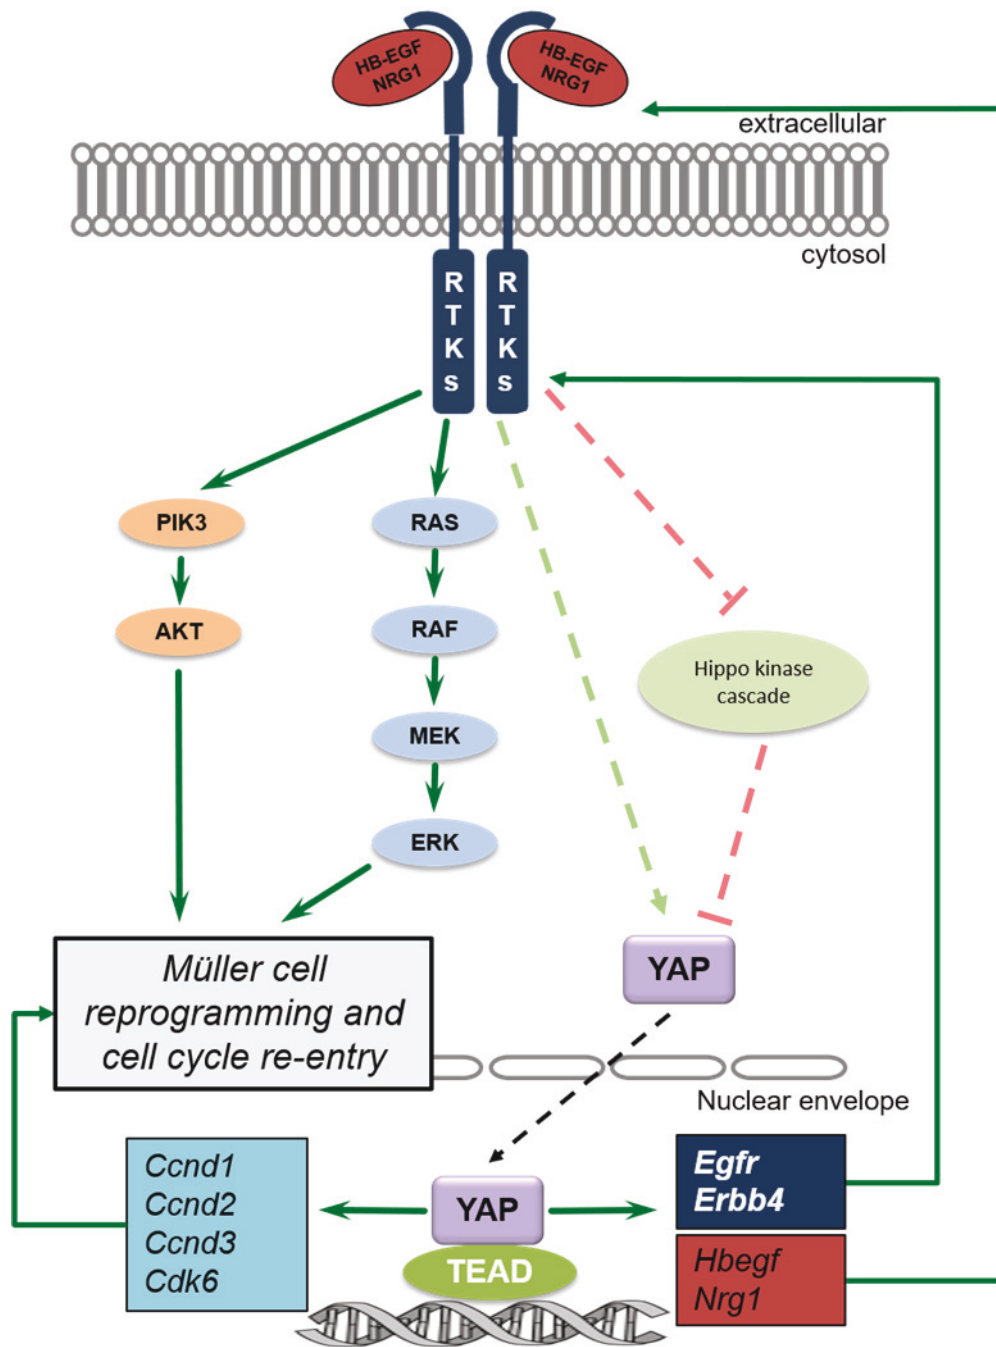 HB-EGF
NRG1
HB-EGF
NRG1
extracellular
cytosol
R
T
K
s
R
T
K
s
PIK3
RAS
AKT
RAF
Hippo kinase
cascade
MEK
ERK
YAP
Müller cell
reprogramming and
cell cycle re-entry
Nuclear envelope
Ccnd1
Ccnd2
Ccnd3
Cdk6
YAP
TEAD
Egfr
Erbb4
Hbegf
Nrg1